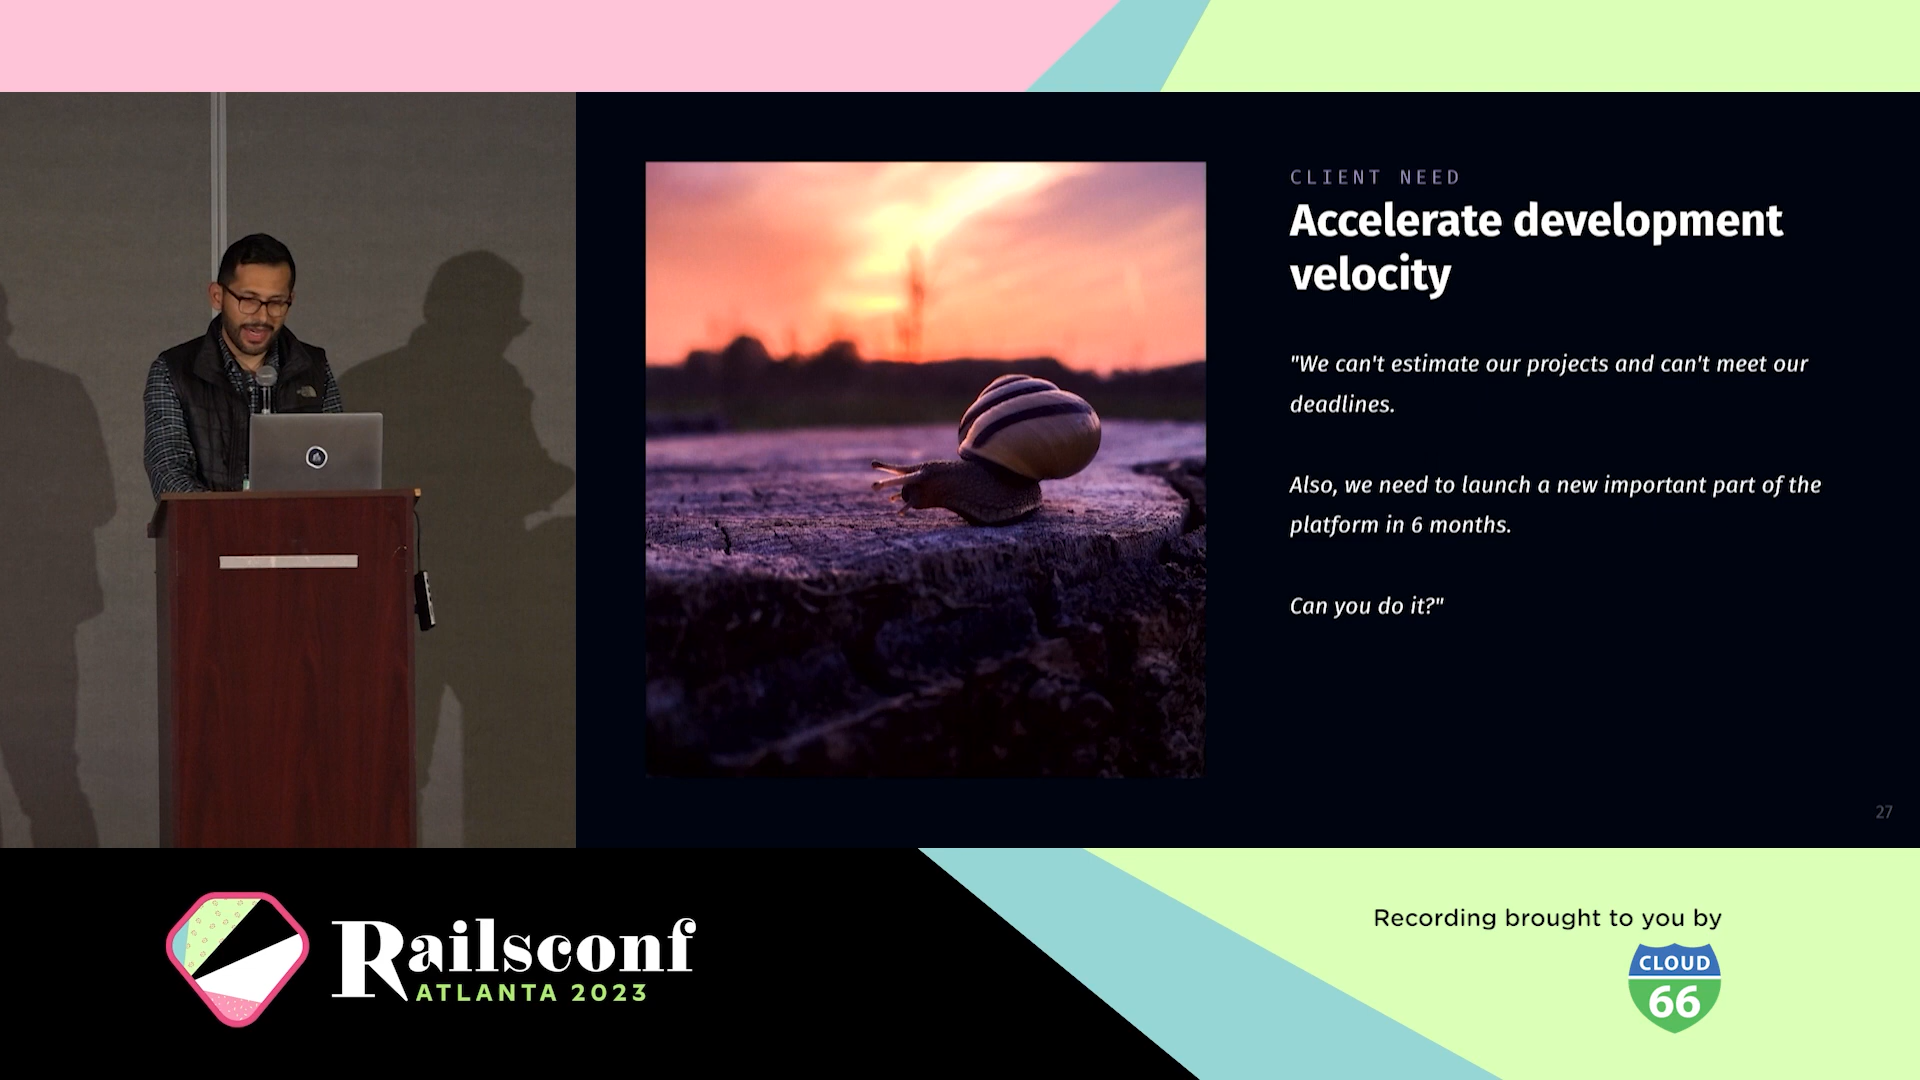 CLIENT NEED
Accelerate development
velocity
"We can't estimate our projects and can't meet our
deadlines.
Also, we need to launch a new important part of the
platform in 6 months.
Can you do it?"
27
Railsconf
ATLANTA 2023
Recording brought to you by
CLOUD
66